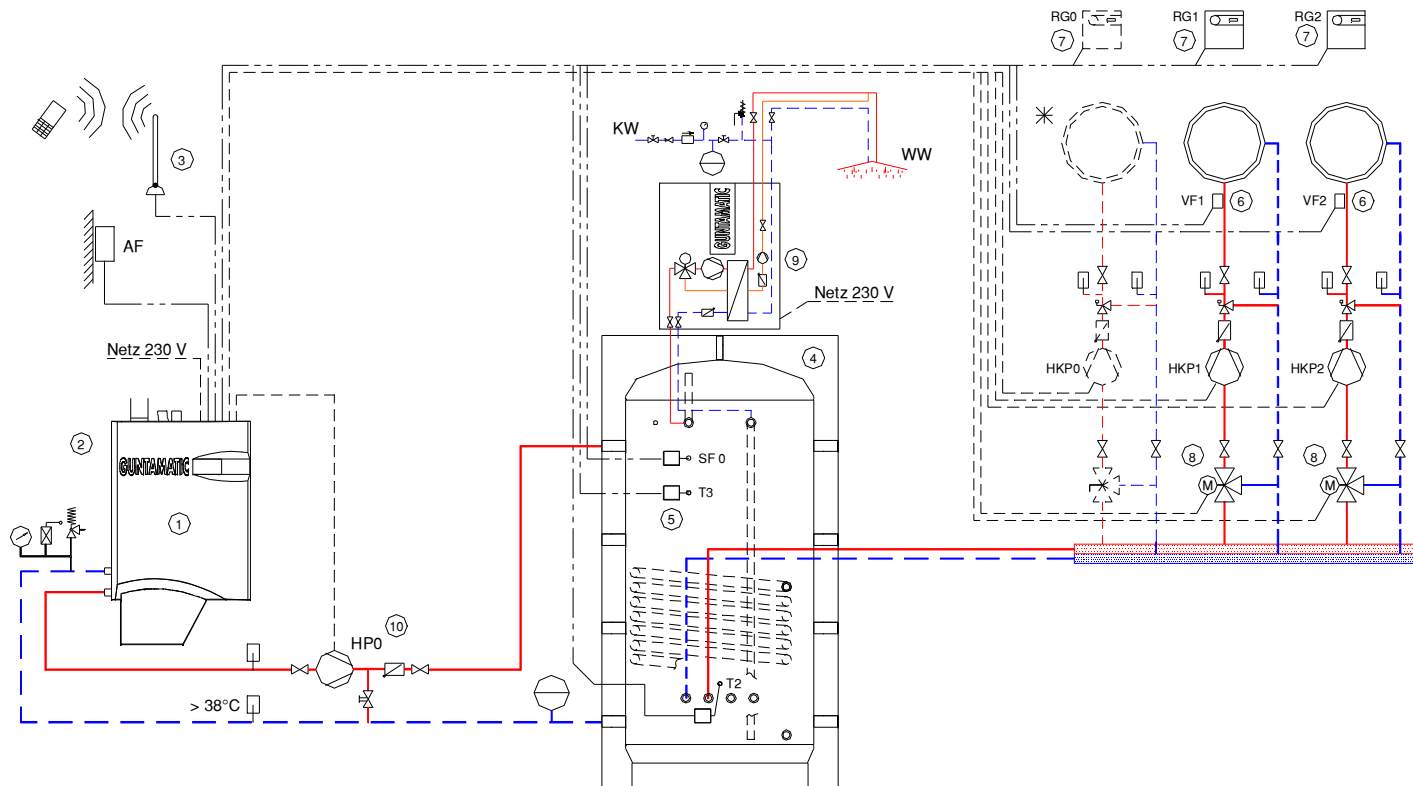 RG0
7
RG1
7
RG2
7
KW
WW
3
AF
GUNTAMATIC
9
Netz 230 V
VF1
6
VF2
6
Netz 230 V
4
HKP0
HKP1
HKP2
2
GUNTAMATIC
1
SF 0
T3
5
8
M
8
M
10
HP0
T2
> 38°C